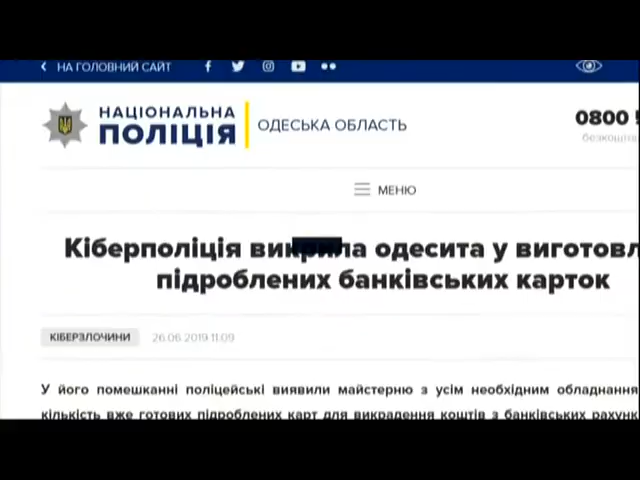 НА ГОЛОВНИЙ САЙТ
НАЦІОНАЛЬНА
ПОЛІЦІЯ
ОДЕСЬКА ОБЛАСТЬ
0800
МЕНЮ
Кіберполіція викрила одесита у виготовл
підроблених банківських карток
КІБЕРЗЛОЧИНИ 26.06.2019 11:09
У його помешканні поліцейські виявили майстерню з усім необхідним обладнання
кількість вже готових підроблених карт для викрадення коштів з банківських рахунк